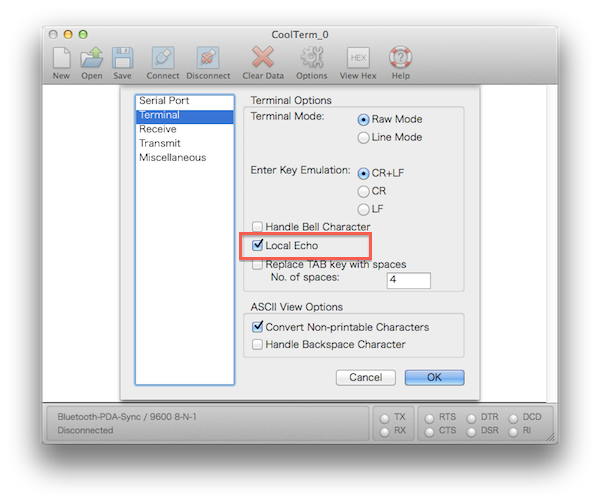 CoolTerm_0
New Open Save Connect Disconnect Clear Data Options HEX View Hex Help
Serial Port
Terminal
Receive
Transmit
Miscellaneous
Terminal Options
Terminal Mode: Raw Mode
Line Mode
Enter Key Emulation: CR+LF
CR
LF
Handle Bell Character
Local Echo
Replace TAB key with spaces
No. of spaces: 4
ASCII View Options
Convert Non-printable Characters
Handle Backspace Character
Cancel OK
Bluetooth-PDA-Sync / 9600 8-N-1 TX RTS DTR DCD
Disconnected RX CTS DSR RI